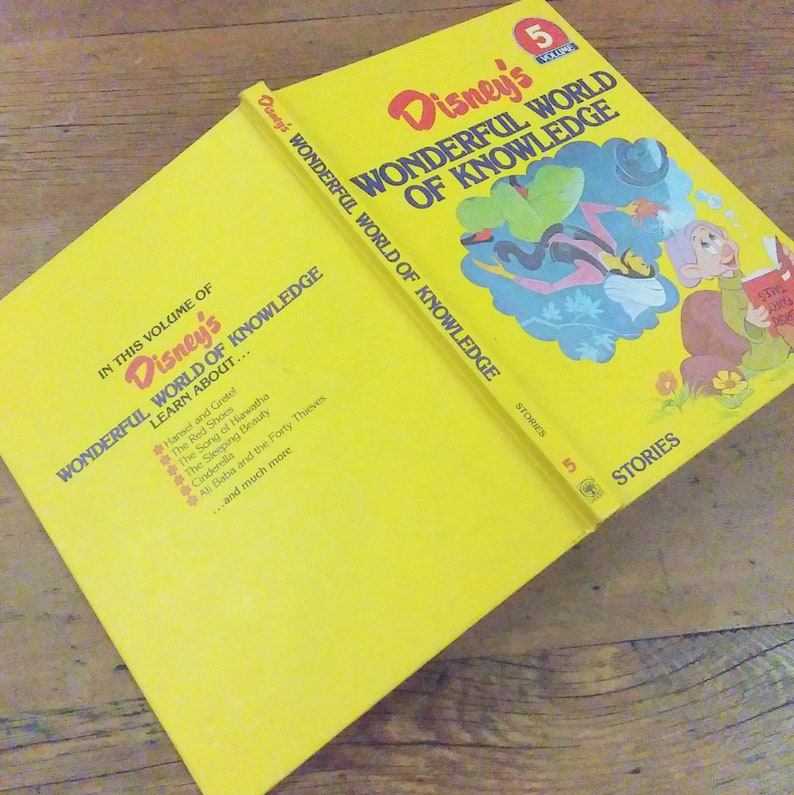 5
VOLUME
Disney's
WONDERFUL WORLD
OF KNOWLEDGE
FAIRY
TALES
STORIES
Disney's WONDERFUL WORLD OF KNOWLEDGE STORIES 5
IN THIS VOLUME OF
Disney's
WONDERFUL WORLD OF KNOWLEDGE
LEARN ABOUT...
Hansel and Gretel
The Red Shoes
The Song of Hiawatha
The Sleeping Beauty
Cinderella
Ali Baba and the Forty Thieves
...and much more